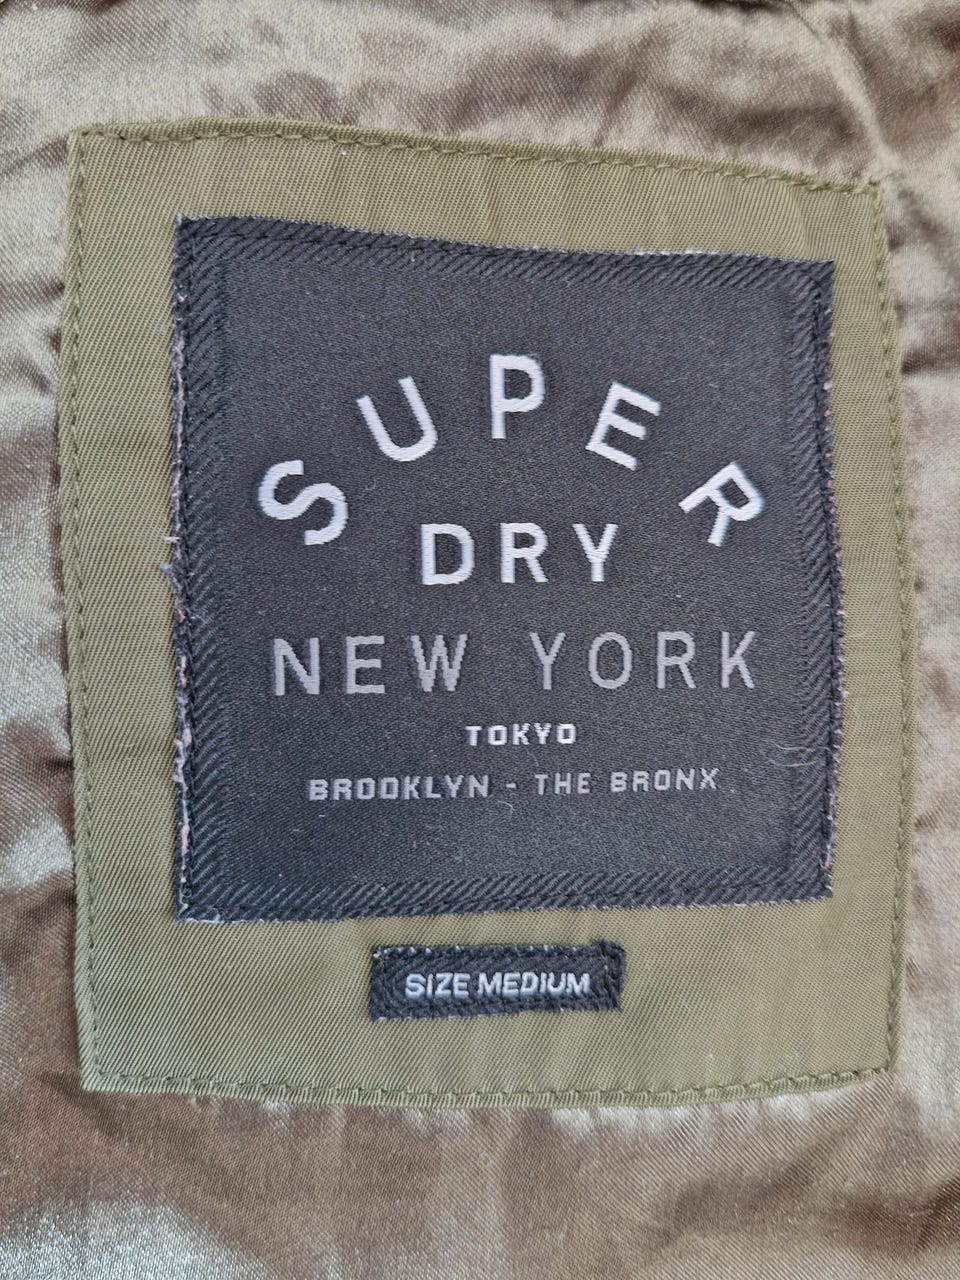 SUPER
DRY
NEW YORK
TOKYO
BROOKLYN - THE BRONX
SIZE MEDIUM